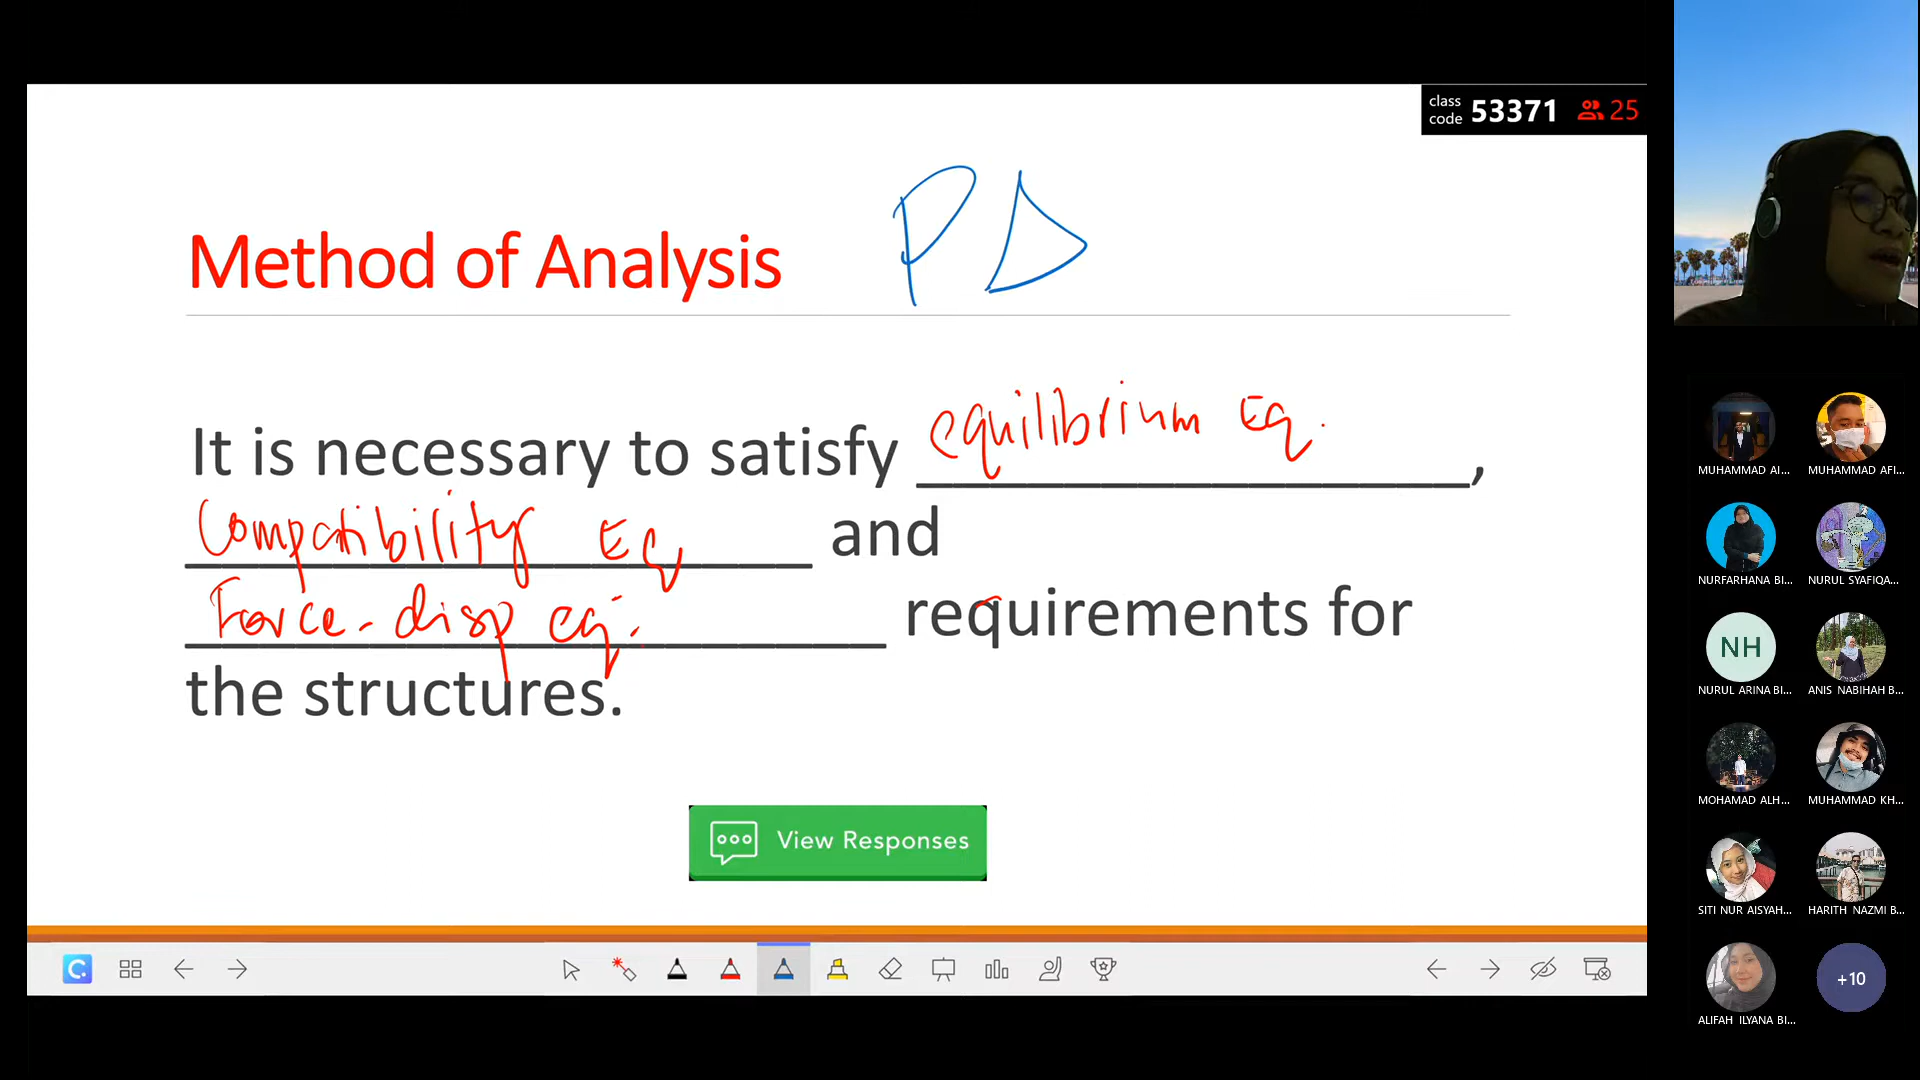 class
code 53371 25
Method of Analysis PΔ
It is necessary to satisfy equilibrium Eq. ,
Compatibility Eq and
Force-disp eq. requirements for
the structures.
View Responses
MUHAMMAD AI...
MUHAMMAD AFI...
NURFARHANA BI...
NURUL SYAFIQA...
NH
NURUL ARINA BI...
ANIS NABIHAH B...
MOHAMAD ALH...
MUHAMMAD KH...
SITI NUR AISYAH...
HARITH NAZMI B...
ALIFAH ILYANA BI...
+10